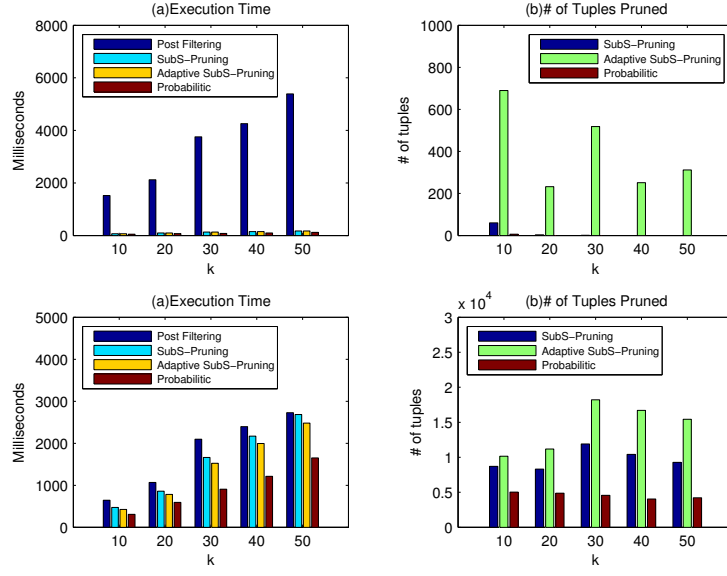 (a)Execution Time
8000
6000
4000
2000
0
Milliseconds
Post Filtering
SubS-Pruning
Adaptive SubS-Pruning
Probabilitic
10 20 30 40 50
k
(b)# of Tuples Pruned
1000
800
600
400
200
0
# of tuples
SubS-Pruning
Adaptive SubS-Pruning
Probabilitic
10 20 30 40 50
k
(a)Execution Time
5000
4000
3000
2000
1000
0
Milliseconds
Post Filtering
SubS-Pruning
Adaptive SubS-Pruning
Probabilitic
10 20 30 40 50
k
(b)# of Tuples Pruned
x 10^4
3
2.5
2
1.5
1
0.5
0
# of tuples
SubS-Pruning
Adaptive SubS-Pruning
Probabilitic
10 20 30 40 50
k